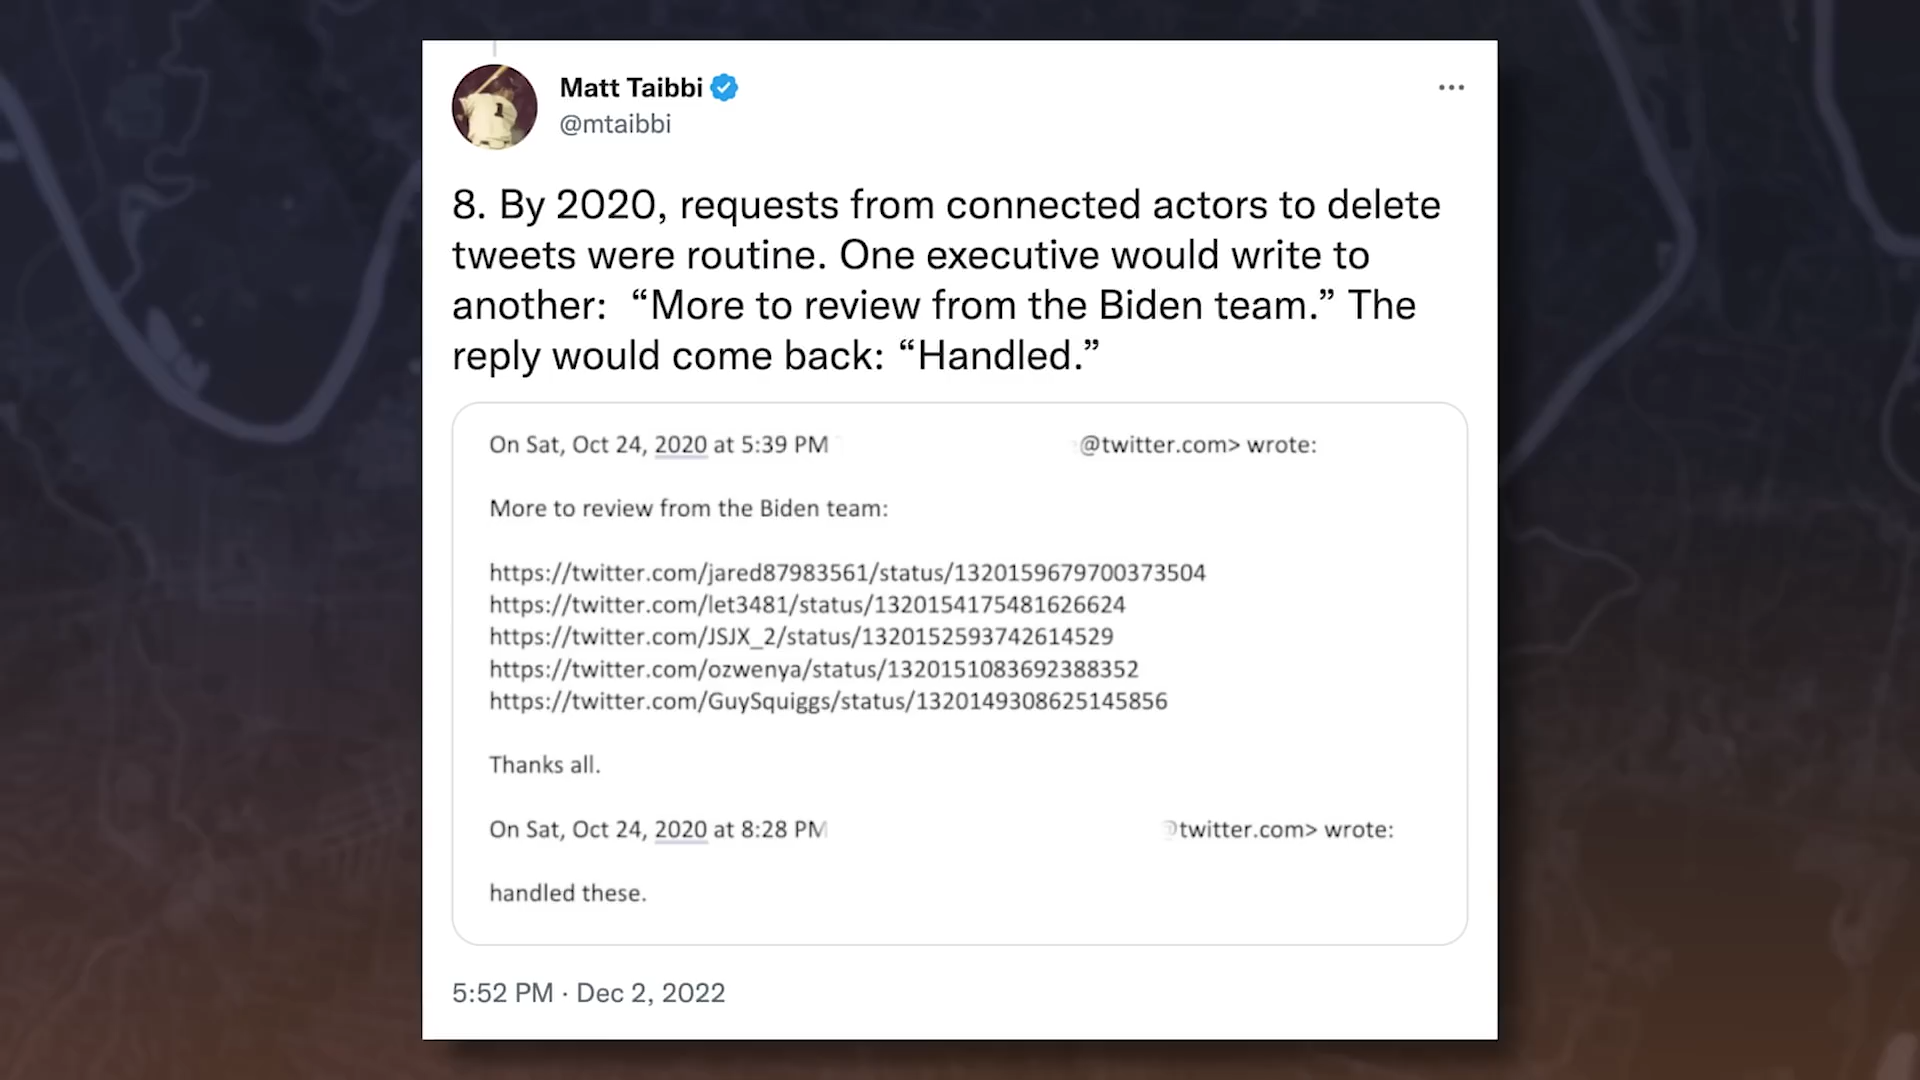 Matt Taibbi
@mtaibbi
8. By 2020, requests from connected actors to delete
tweets were routine. One executive would write to
another:  “More to review from the Biden team.” The
reply would come back: “Handled.”
On Sat, Oct 24, 2020 at 5:39 PM @twitter.com> wrote:
More to review from the Biden team:
https://twitter.com/jared87983561/status/1320159679700373504
https://twitter.com/let3481/status/1320154175481626624
https://twitter.com/JSJX_2/status/1320152593742614529
https://twitter.com/ozwenya/status/1320151083692388352
https://twitter.com/GuySquiggs/status/1320149308625145856
Thanks all.
On Sat, Oct 24, 2020 at 8:28 PM @twitter.com> wrote:
handled these.
5:52 PM · Dec 2, 2022